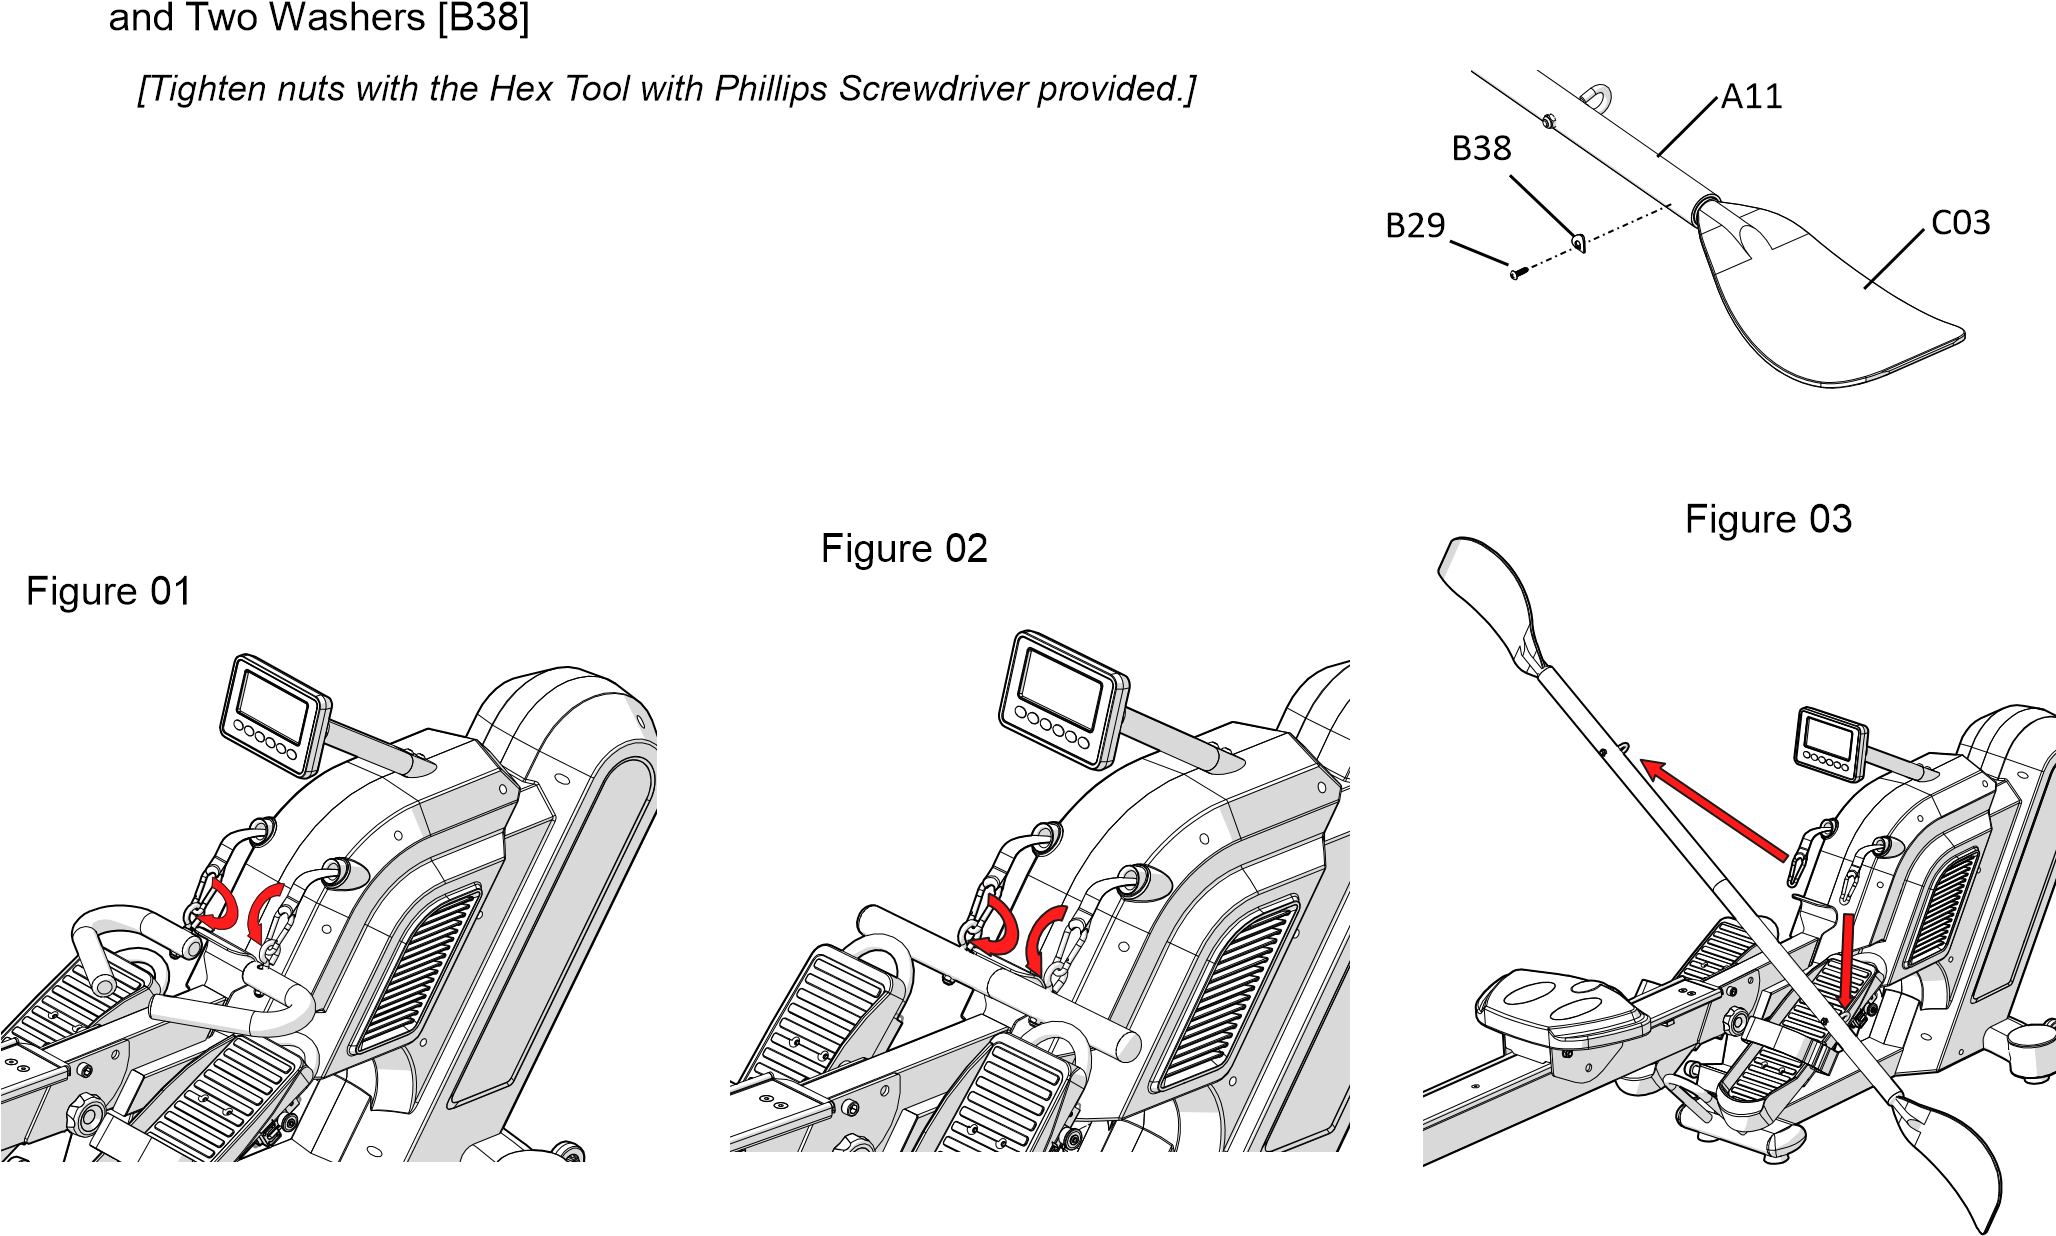 and Two Washers [B38]
[Tighten nuts with the Hex Tool with Phillips Screwdriver provided.]
A11
B38
B29
C03
Figure 03
Figure 02
Figure 01